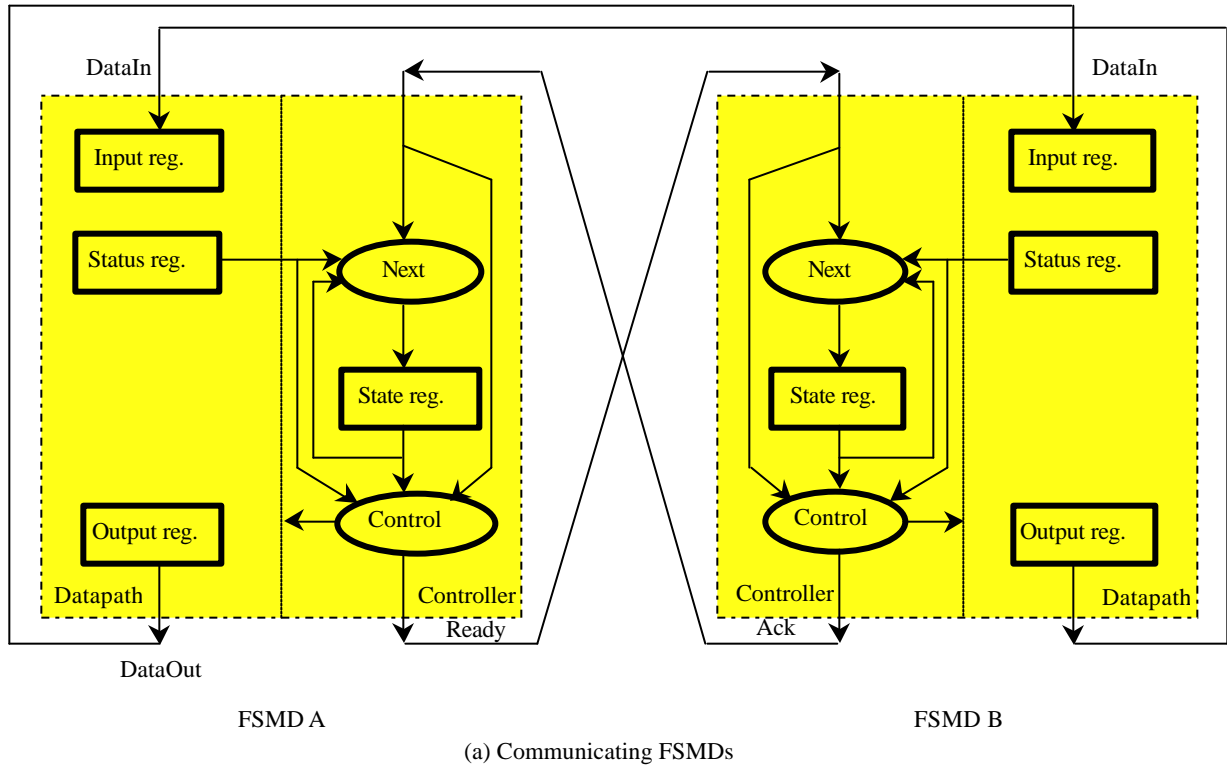 DataIn
DataIn
Input reg.
Input reg.
Status reg.
Next
Next
Status reg.
State reg.
State reg.
Output reg.
Control
Control
Output reg.
Datapath
Controller
Controller
Datapath
Ready
Ack
DataOut
FSMD A
FSMD B
(a) Communicating FSMDs